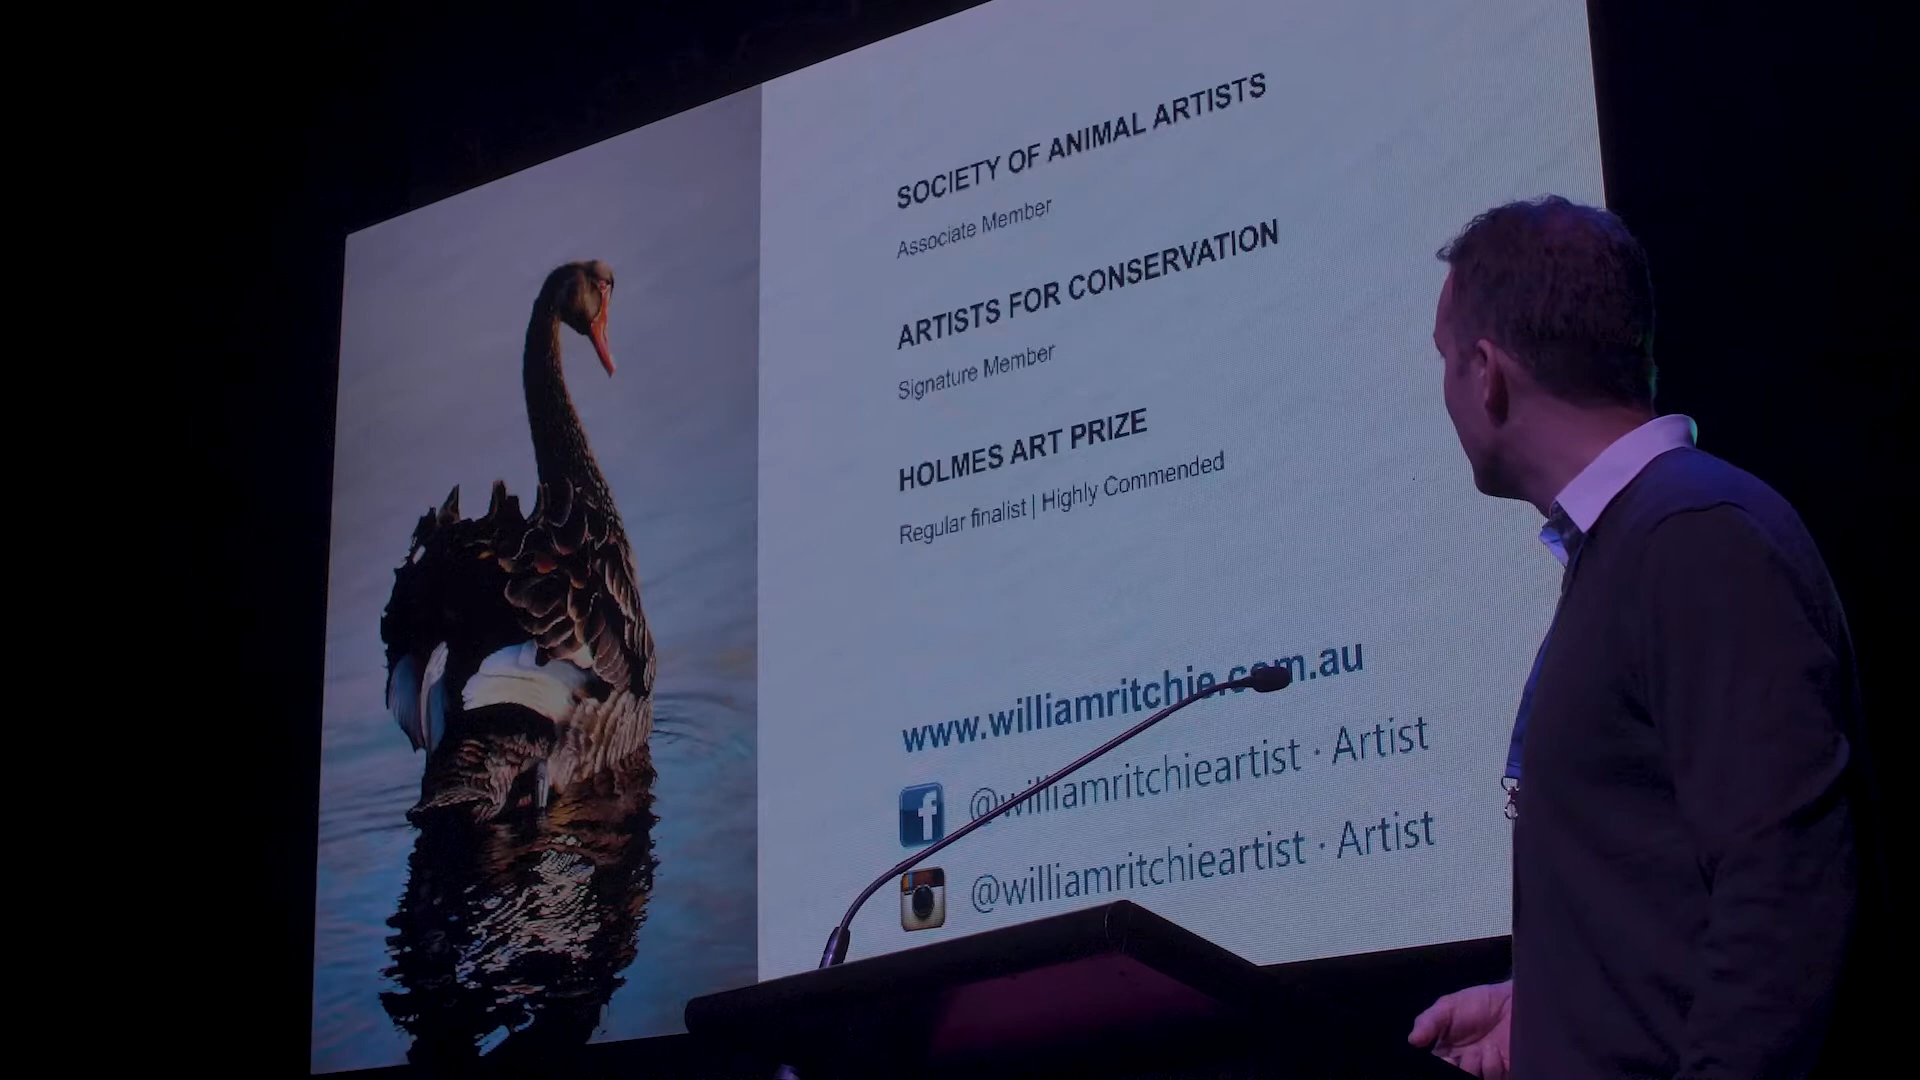 SOCIETY OF ANIMAL ARTISTS
Associate Member
ARTISTS FOR CONSERVATION
Signature Member
HOLMES ART PRIZE
Regular finalist | Highly Commended
www.williamritchie.com.au
@williamritchieartist · Artist
@williamritchieartist · Artist